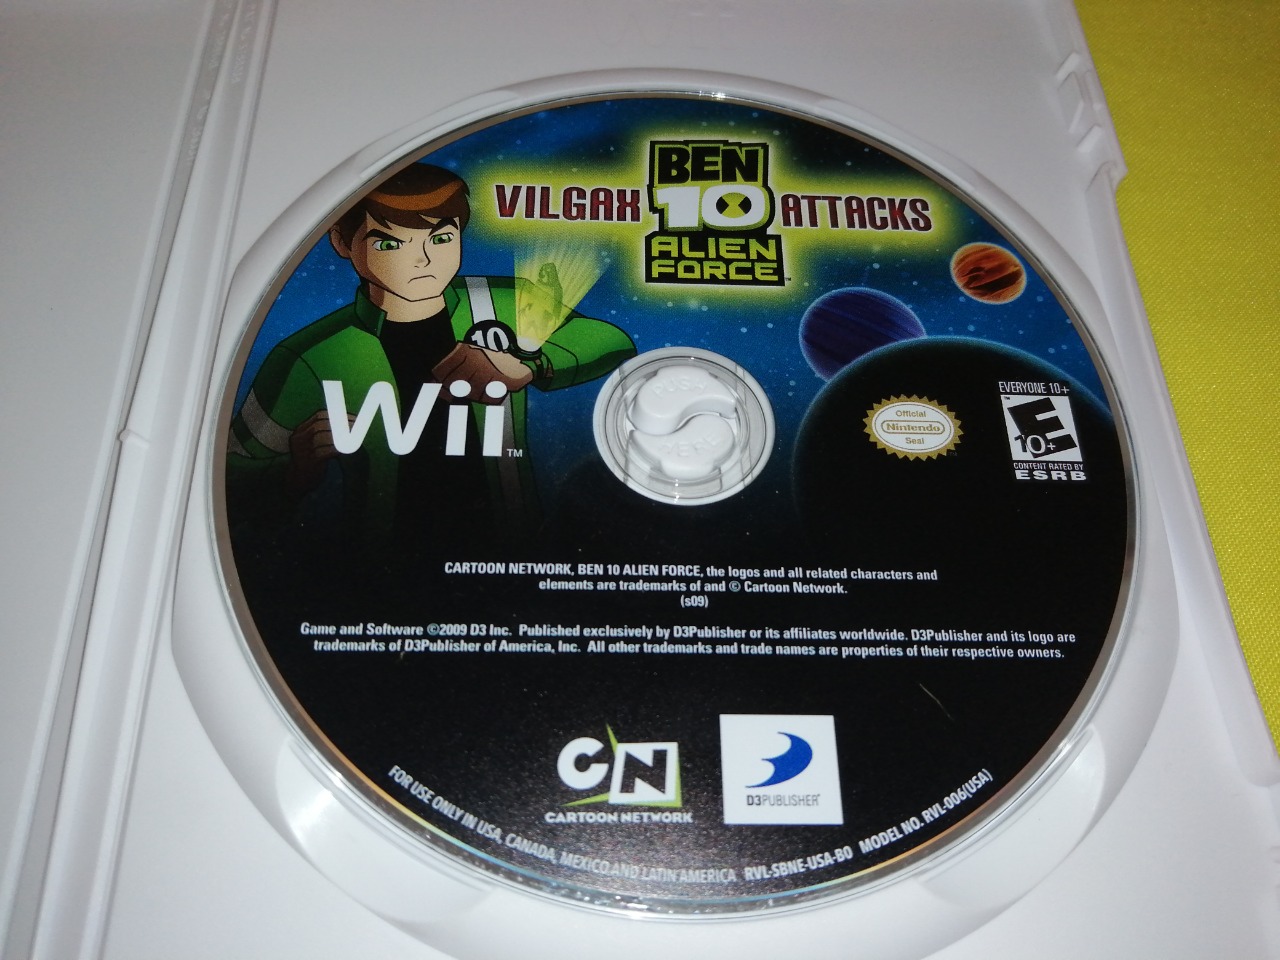 BEN
VILGAX 10 ATTACKS
ALIEN
FORCE™
10
Wii™
PUSH
Official
Nintendo
Seal
EVERYONE 10+
E
10+
™
CONTENT RATED BY
ESRB
CARTOON NETWORK, BEN 10 ALIEN FORCE, the logos and all related characters and
elements are trademarks of and © Cartoon Network.
(s09)
Game and Software ©2009 D3 Inc. Published exclusively by D3Publisher or its affiliates worldwide. D3Publisher and its logo are
trademarks of D3Publisher of America, Inc. All other trademarks and trade names are properties of their respective owners.
CN
CARTOON NETWORK
D3PUBLISHER
FOR USE ONLY IN USA, CANADA, MEXICO AND LATIN AMERICA RVL-SBNE-USA-B0 MODEL NO. RVL-006(USA)